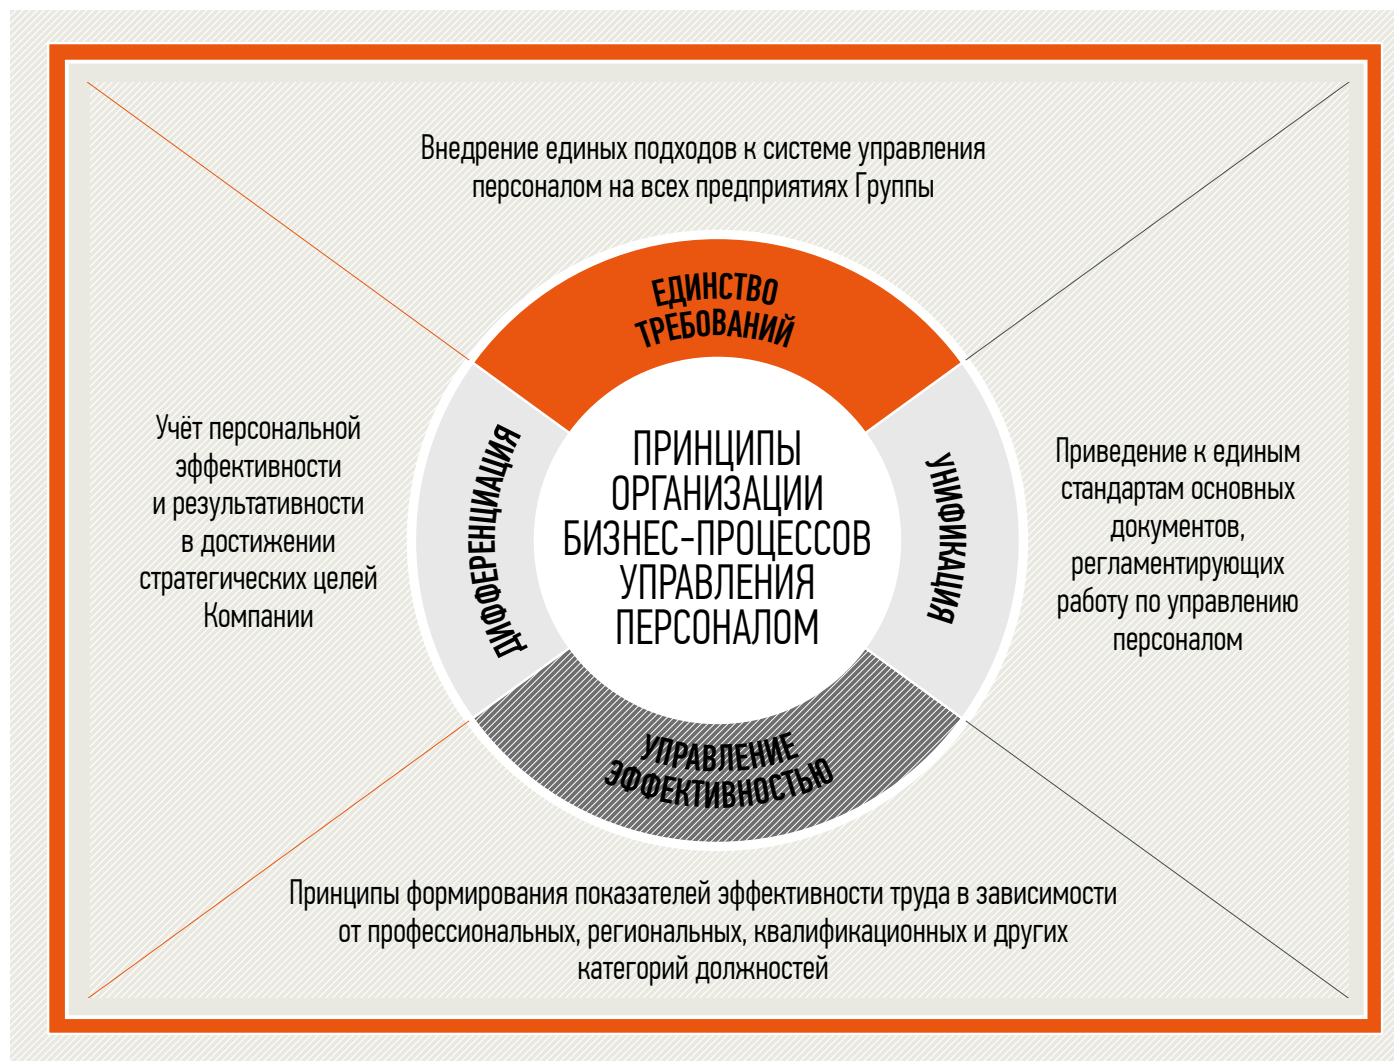 Внедрение единых подходов к системе управления
персоналом на всех предприятиях Группы
ЕДИНСТВО
ТРЕБОВАНИЙ
Учёт персональной
эффективности
и результативности
в достижении
стратегических целей
Компании
ДИФФЕРЕНЦИАЦИЯ
ПРИНЦИПЫ
ОРГАНИЗАЦИИ
БИЗНЕС-ПРОЦЕССОВ
УПРАВЛЕНИЯ
ПЕРСОНАЛОМ
УНИФИКАЦИЯ
Приведение к единым
стандартам основных
документов,
регламентирующих
работу по управлению
персоналом
УПРАВЛЕНИЕ
ЭФФЕКТИВНОСТЬЮ
Принципы формирования показателей эффективности труда в зависимости
от профессиональных, региональных, квалификационных и других
категорий должностей